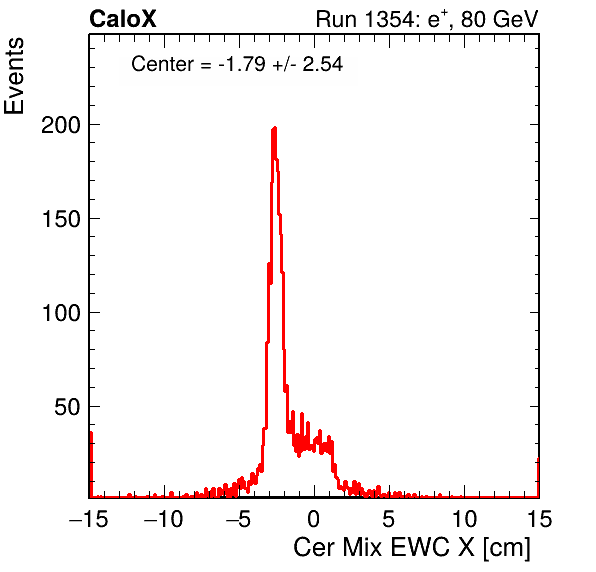 CaloX
Run 1354: e⁺, 80 GeV
Center = -1.79 +/- 2.54
Events
200
150
100
50
−15 −10 −5 0 5 10 15
Cer Mix EWC X [cm]